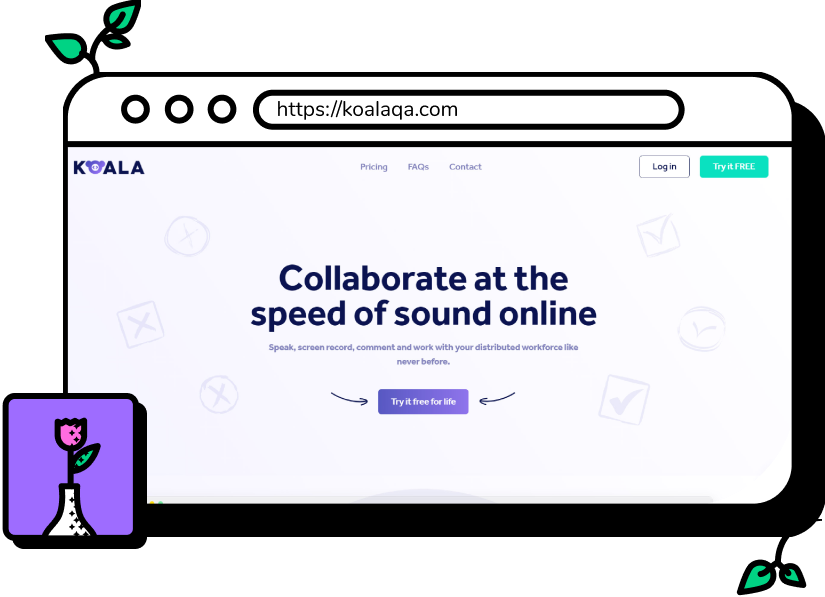 https://koalaqa.com
KOALA
Pricing FAQs Contact
Log in Try it FREE
Collaborate at the
speed of sound online
Speak, screen record, comment and work with your distributed workforce like
never before.
Try it free for life